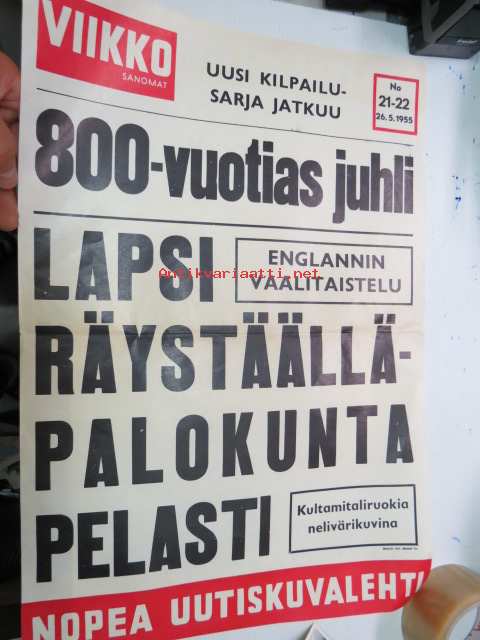 VIIKKO
SANOMAT
UUSI KILPAILU-
SARJA JATKUU
No
21-22
26.5.1955
800-vuotias juhli
LAPSI
ENGLANNIN
VAALITAISTELU
Antikvariaatti.net
RÄYSTÄÄLLÄ-
PALOKUNTA
PELASTI
Kultamitaliruokia
nelivärikuvina
NOPEA UUTISKUVALEHTI